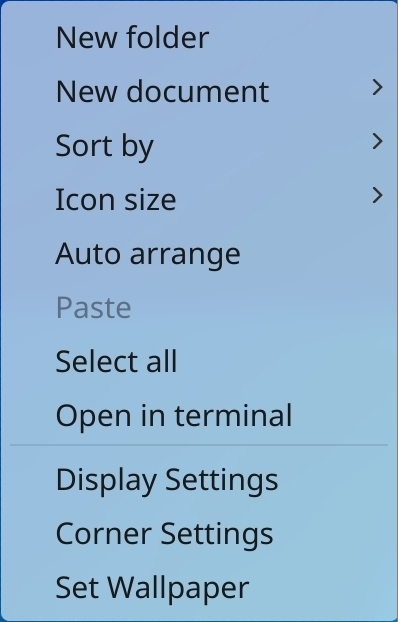 New folder
New document
Sort by
Icon size
Auto arrange
Paste
Select all
Open in terminal
Display Settings
Corner Settings
Set Wallpaper